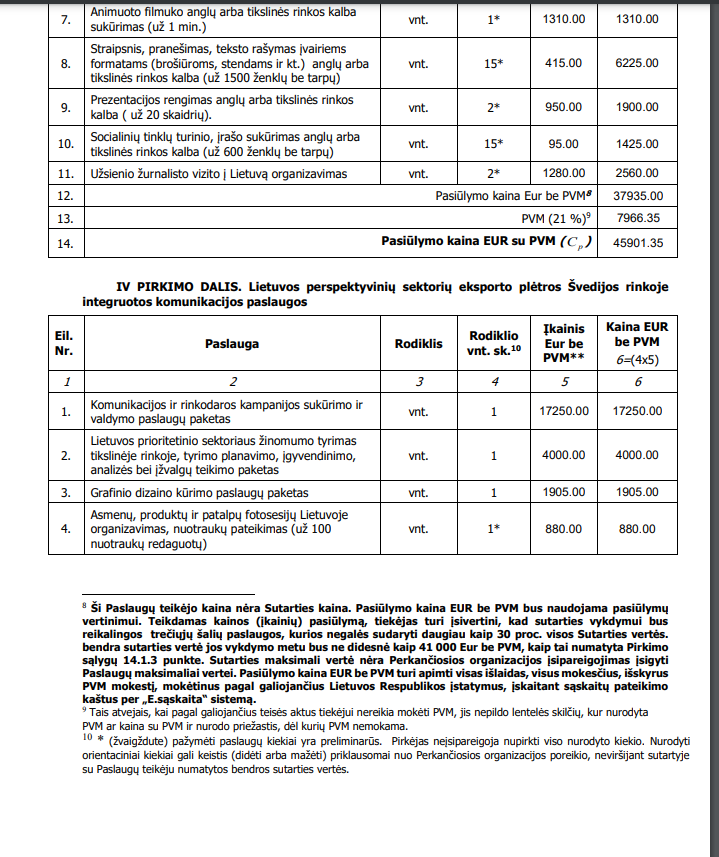 7. Animuoto filmuko anglų arba tikslinės rinkos kalba
sukūrimas (už 1 min.) vnt. 1* 1310.00 1310.00
8. Straipsnis, pranešimas, teksto rašymas įvairiems
formatams (brošiūroms, stendams ir kt.) anglų arba
tikslinės rinkos kalba (už 1500 ženklų be tarpų) vnt. 15* 415.00 6225.00
9. Prezentacijos rengimas anglų arba tikslinės rinkos
kalba ( už 20 skaidrių). vnt. 2* 950.00 1900.00
10. Socialinių tinklų turinio, įrašo sukūrimas anglų arba
tikslinės rinkos kalba (už 600 ženklų be tarpų) vnt. 15* 95.00 1425.00
11. Užsienio žurnalisto vizito į Lietuvą organizavimas vnt. 2* 1280.00 2560.00
12. Pasiūlymo kaina Eur be PVM⁸ 37935.00
13. PVM (21 %)⁹ 7966.35
14. Pasiūlymo kaina EUR su PVM (Cₚ) 45901.35
IV PIRKIMO DALIS. Lietuvos perspektyvinių sektorių eksporto plėtros Švedijos rinkoje
integruotos komunikacijos paslaugos
Eil.
Nr. Paslauga Rodiklis Rodiklio
vnt. sk.¹⁰ Įkainis
Eur be
PVM** Kaina EUR
be PVM
6=(4x5)
1 2 3 4 5 6
1. Komunikacijos ir rinkodaros kampanijos sukūrimo ir
valdymo paslaugų paketas vnt. 1 17250.00 17250.00
2. Lietuvos prioritetinio sektoriaus žinomumo tyrimas
tikslinėje rinkoje, tyrimo planavimo, įgyvendinimo,
analizės bei įžvalgų teikimo paketas vnt. 1 4000.00 4000.00
3. Grafinio dizaino kūrimo paslaugų paketas vnt. 1 1905.00 1905.00
4. Asmenų, produktų ir patalpų fotosesijų Lietuvoje
organizavimas, nuotraukų pateikimas (už 100
nuotraukų redaguotų) vnt. 1* 880.00 880.00
⁸ Ši Paslaugų teikėjo kaina nėra Sutarties kaina. Pasiūlymo kaina EUR be PVM bus naudojama pasiūlymų
vertinimui. Teikdamas kainos (įkainių) pasiūlymą, tiekėjas turi įsivertini, kad sutarties vykdymui bus
reikalingos trečiųjų šalių paslaugos, kurios negalės sudaryti daugiau kaip 30 proc. visos Sutarties vertės.
bendra sutarties vertė jos vykdymo metu bus ne didesnė kaip 41 000 Eur be PVM, kaip tai numatyta Pirkimo
sąlygų 14.1.3 punkte. Sutarties maksimali vertė nėra Perkančiosios organizacijos įsipareigojimas įsigyti
Paslaugų maksimaliai vertei. Pasiūlymo kaina EUR be PVM turi apimti visas išlaidas, visus mokesčius, išskyrus
PVM mokestį, mokėtinus pagal galiojančius Lietuvos Respublikos įstatymus, įskaitant sąskaitų pateikimo
kaštus per „E.sąskaita“ sistemą.
⁹ Tais atvejais, kai pagal galiojančius teisės aktus tiekėjui nereikia mokėti PVM, jis nepildo lentelės skilčių, kur nurodyta
PVM ar kaina su PVM ir nurodo priežastis, dėl kurių PVM nemokama.
¹⁰ * (žvaigždute) pažymėti paslaugų kiekiai yra preliminarūs. Pirkėjas neįsipareigoja nupirkti viso nurodyto kiekio. Nurodyti
orientaciniai kiekiai gali keistis (didėti arba mažėti) priklausomai nuo Perkančiosios organizacijos poreikio, neviršijant sutartyje
su Paslaugų teikėju numatytos bendros sutarties vertės.